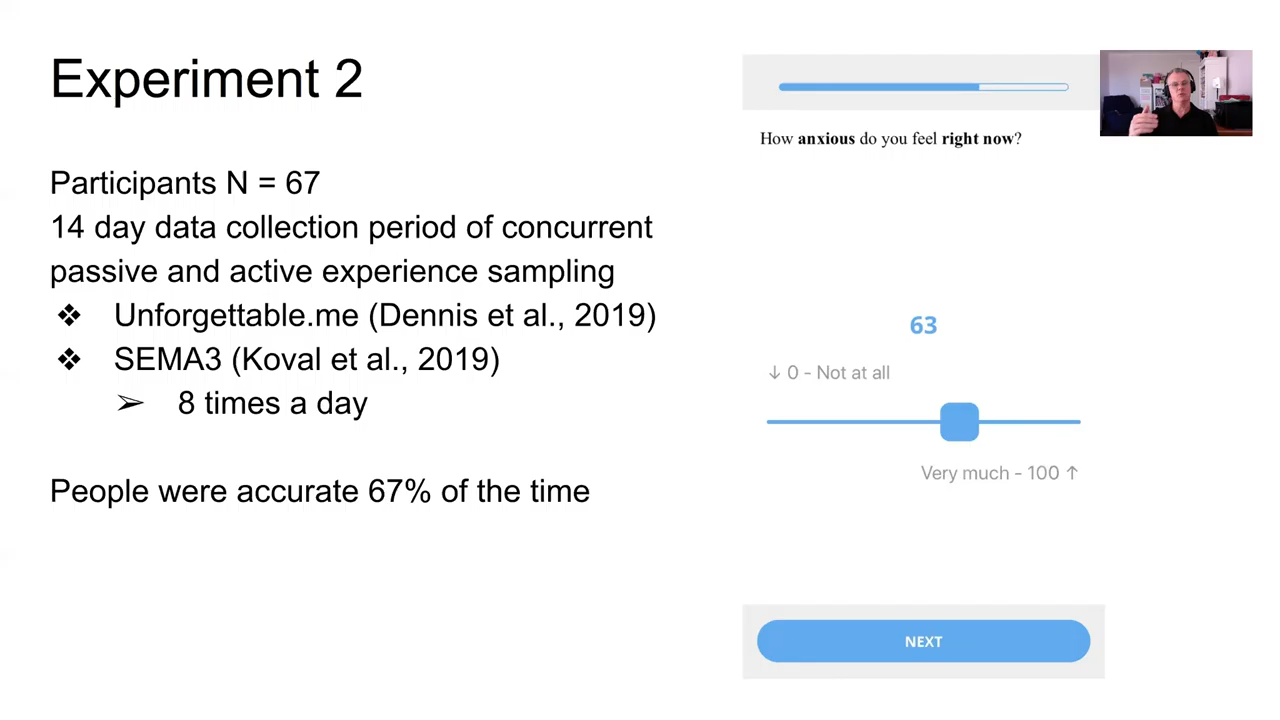 Experiment 2
Participants N = 67
14 day data collection period of concurrent
passive and active experience sampling
❖ Unforgettable.me (Dennis et al., 2019)
❖ SEMA3 (Koval et al., 2019)
➢ 8 times a day
People were accurate 67% of the time
How anxious do you feel right now?
63
↓ 0 - Not at all
Very much - 100 ↑
NEXT